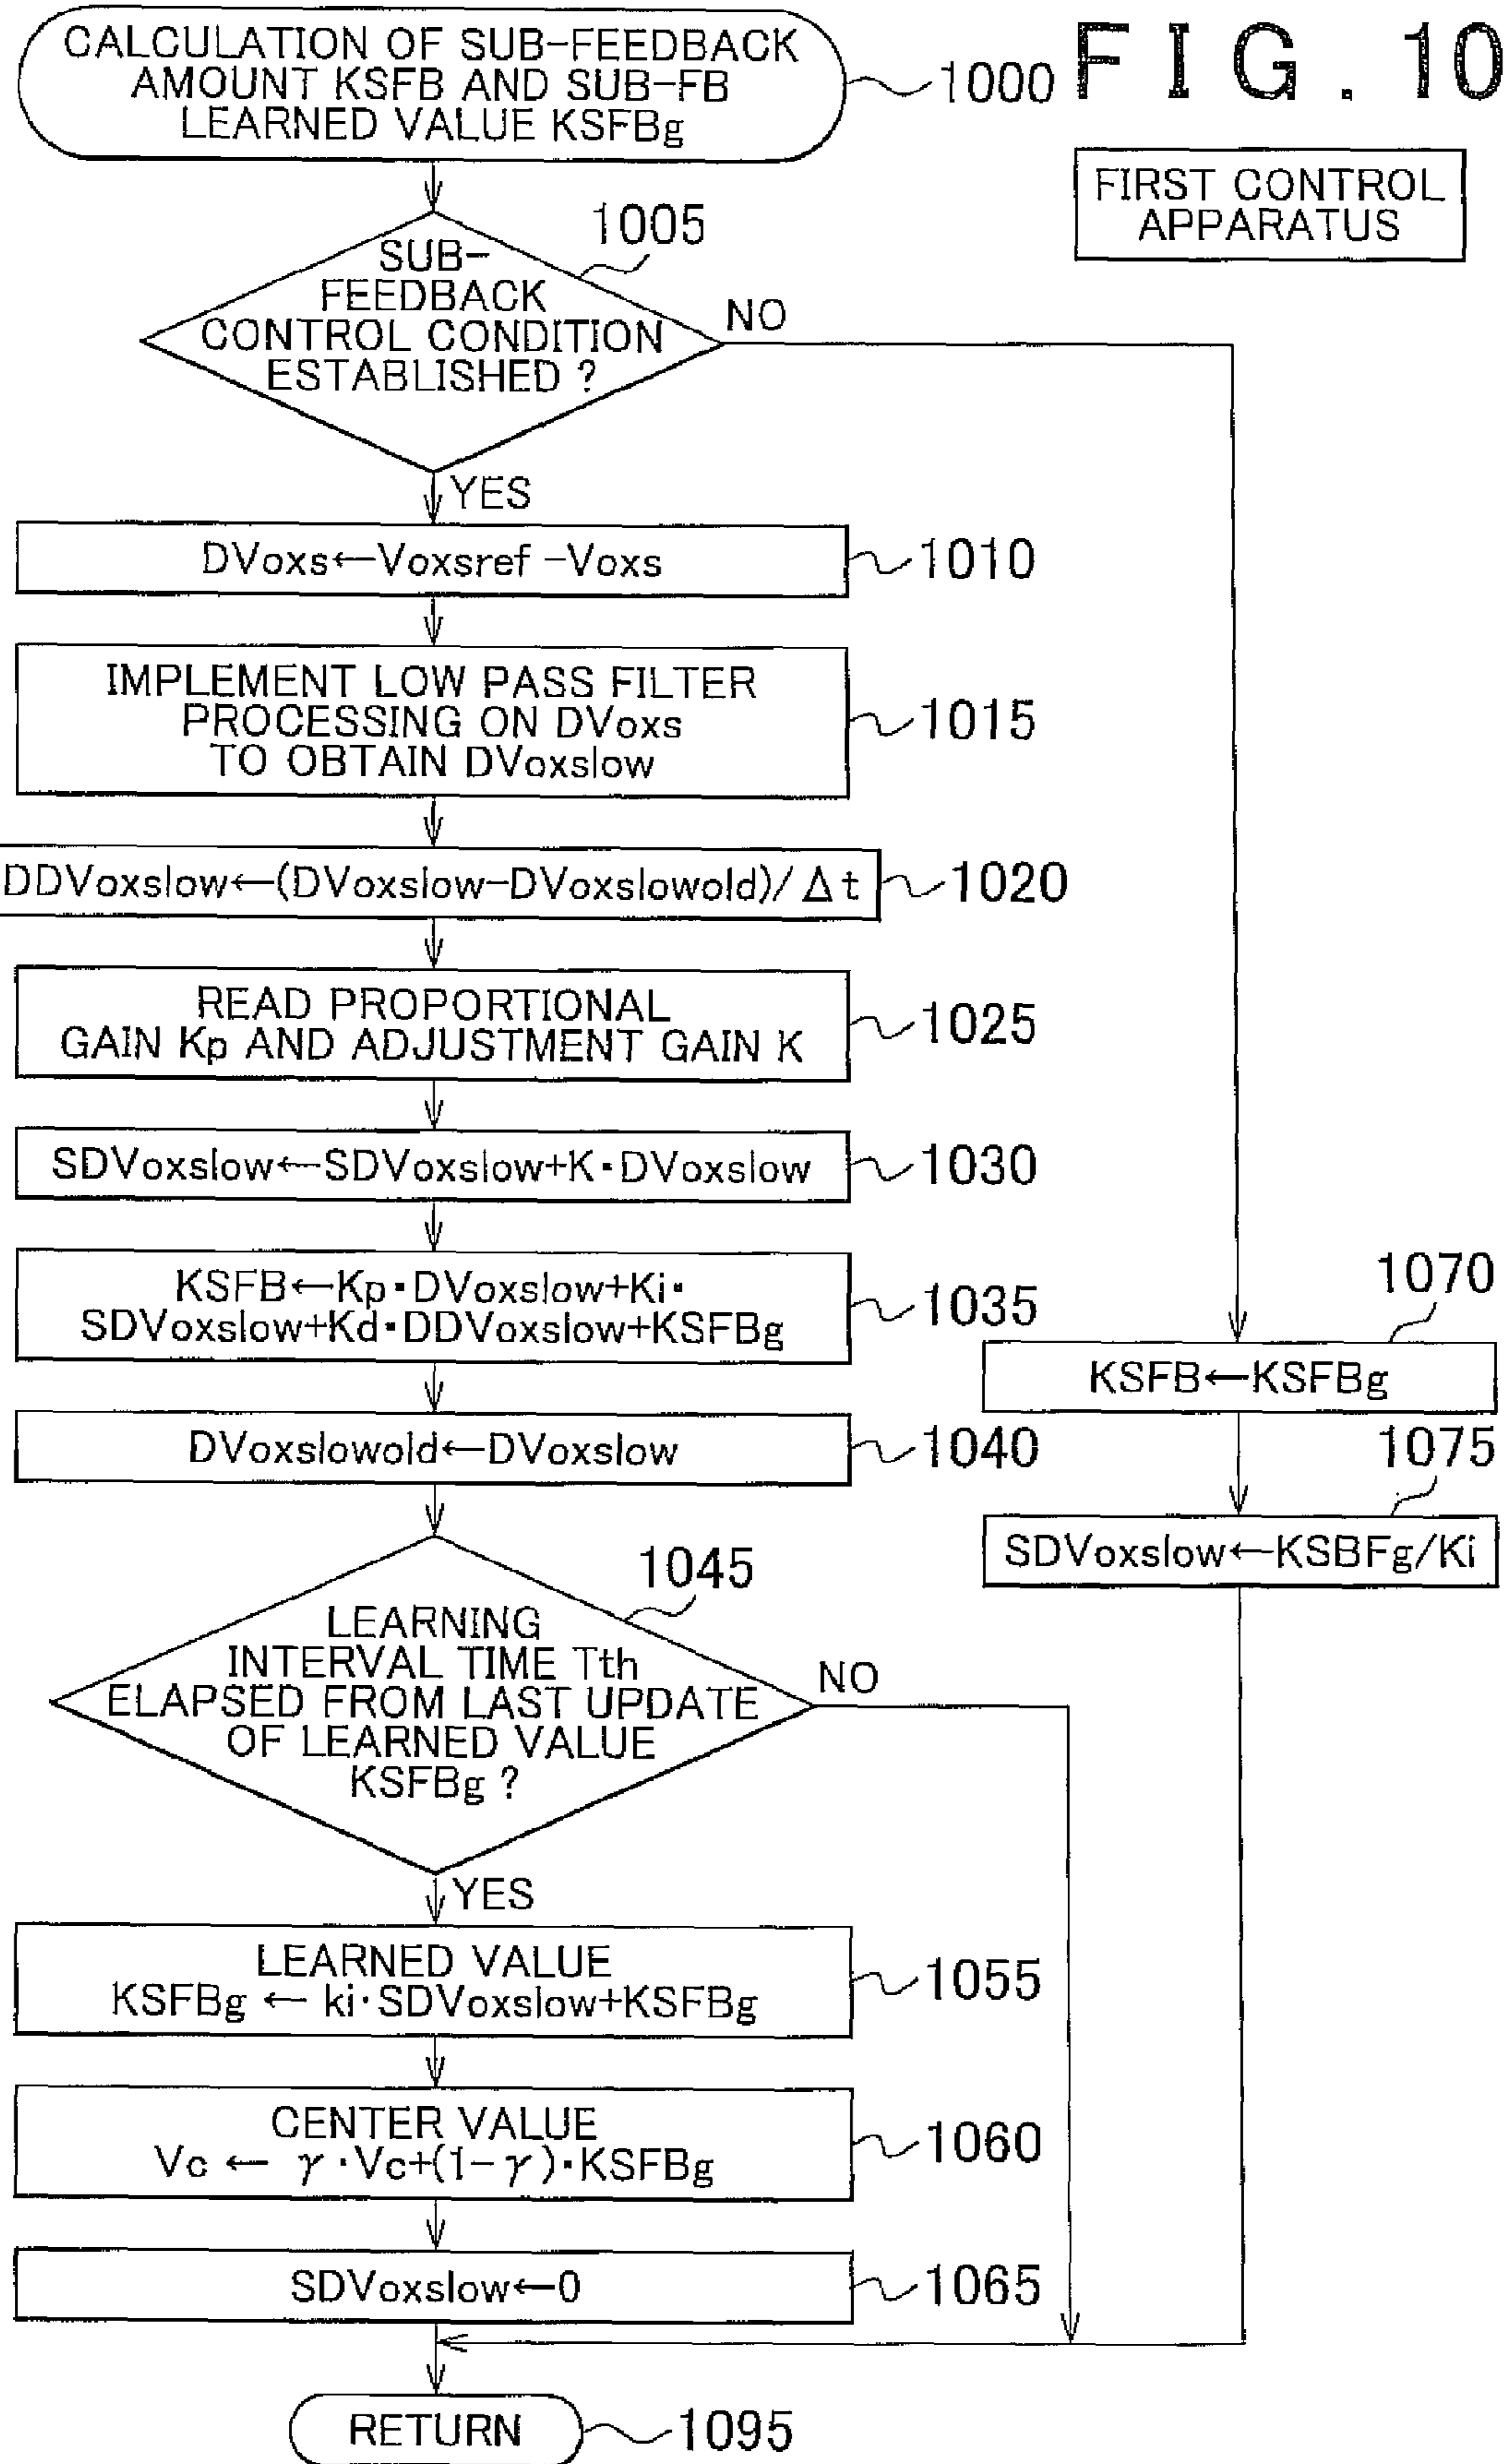 CALCULATION OF SUB-FEEDBACK
AMOUNT KSFB AND SUB-FB
LEARNED VALUE KSFBg
1000
FIG. 10
FIRST CONTROL
APPARATUS
1005
SUB-
FEEDBACK
CONTROL CONDITION
ESTABLISHED ?
NO
YES
DVoxs←Voxsref-Voxs
1010
IMPLEMENT LOW PASS FILTER
PROCESSING ON DVoxs
TO OBTAIN DVoxslow
1015
DDVoxslow←(DVoxslow-DVoxslowold)/Δt
1020
READ PROPORTIONAL
GAIN Kp AND ADJUSTMENT GAIN K
1025
SDVoxslow←SDVoxslow+K·DVoxslow
1030
KSFB←Kp·DVoxslow+Ki·
SDVoxslow+Kd·DDVoxslow+KSFBg
1035
DVoxslowold←DVoxslow
1040
1070
KSFB←KSFBg
1075
SDVoxslow←KSBFg/Ki
1045
LEARNING
INTERVAL TIME Tth
ELAPSED FROM LAST UPDATE
OF LEARNED VALUE
KSFBg ?
NO
YES
LEARNED VALUE
KSFBg ← ki·SDVoxslow+KSFBg
1055
CENTER VALUE
Vc ← γ·Vc+(1-γ)·KSFBg
1060
SDVoxslow←0
1065
RETURN
1095